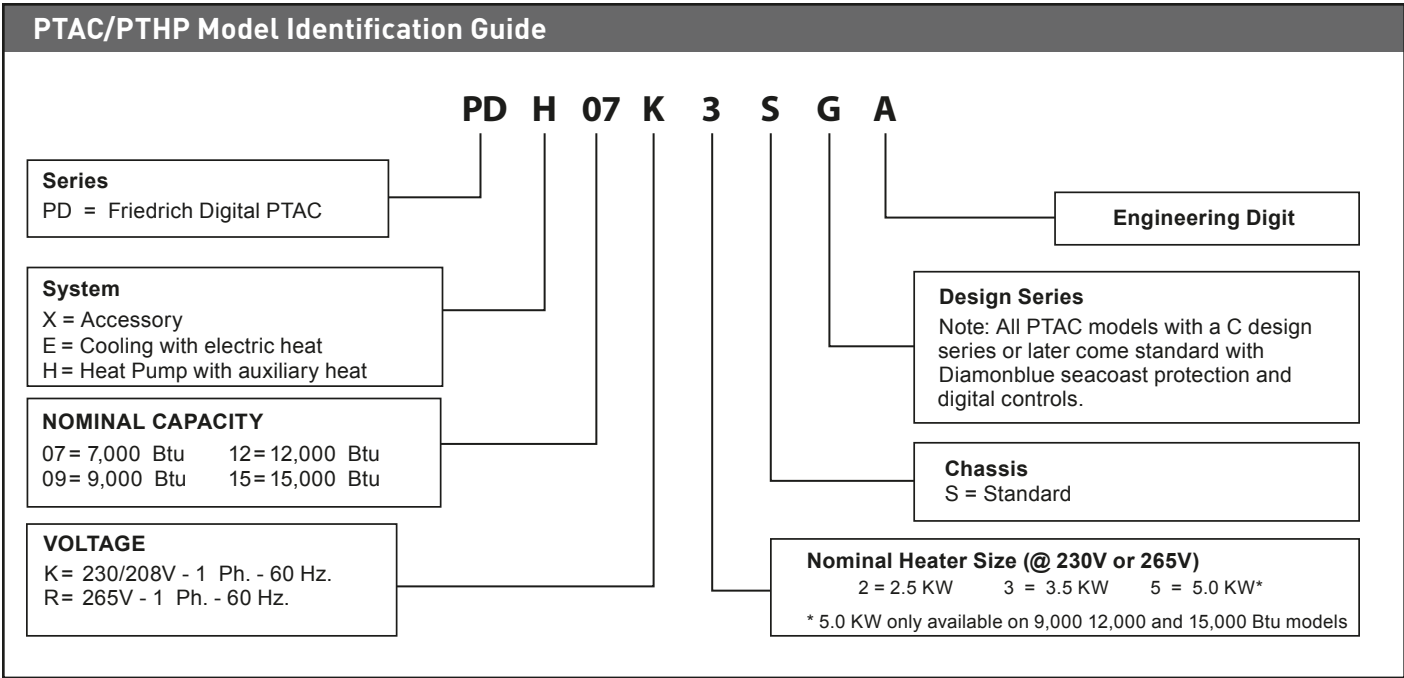 PTAC/PTHP Model Identification Guide
PD H 07 K 3 S G A
Series
PD = Friedrich Digital PTAC
System
X = Accessory
E = Cooling with electric heat
H = Heat Pump with auxiliary heat
NOMINAL CAPACITY
07 = 7,000 Btu 12 = 12,000 Btu
09 = 9,000 Btu 15 = 15,000 Btu
VOLTAGE
K = 230/208V - 1 Ph. - 60 Hz.
R = 265V - 1 Ph. - 60 Hz.
Engineering Digit
Design Series
Note: All PTAC models with a C design
series or later come standard with
Diamonblue seacoast protection and
digital controls.
Chassis
S = Standard
Nominal Heater Size (@ 230V or 265V)
2 = 2.5 KW 3 = 3.5 KW 5 = 5.0 KW*
* 5.0 KW only available on 9,000 12,000 and 15,000 Btu models